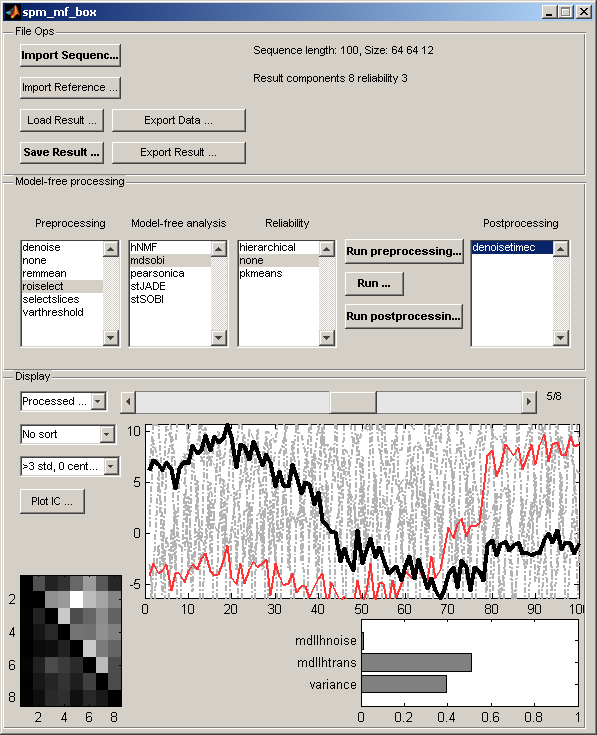 spm_mf_box
File Ops
Import Sequenc...
Sequence length: 100, Size: 64 64 12
Import Reference ...
Result components 8 reliability 3
Load Result ...
Export Data ...
Save Result ...
Export Result ...
Model-free processing
Preprocessing
Model-free analysis
Reliability
Postprocessing
denoise
none
remmean
roiselect
selectslices
varthreshold
hNMF
mdsobi
pearsonica
stJADE
stSOBI
hierarchical
none
pkmeans
Run preprocessing...
Run ...
Run postprocessin...
denoisetimec
Display
Processed ...
5/8
No sort
>3 std, 0 cent...
Plot IC ...
10
5
0
-5
0 10 20 30 40 50 60 70 80 90 100
2
4
6
8
2 4 6 8
mdllhnoise
mdllhtrans
variance
0 0.2 0.4 0.6 0.8 1